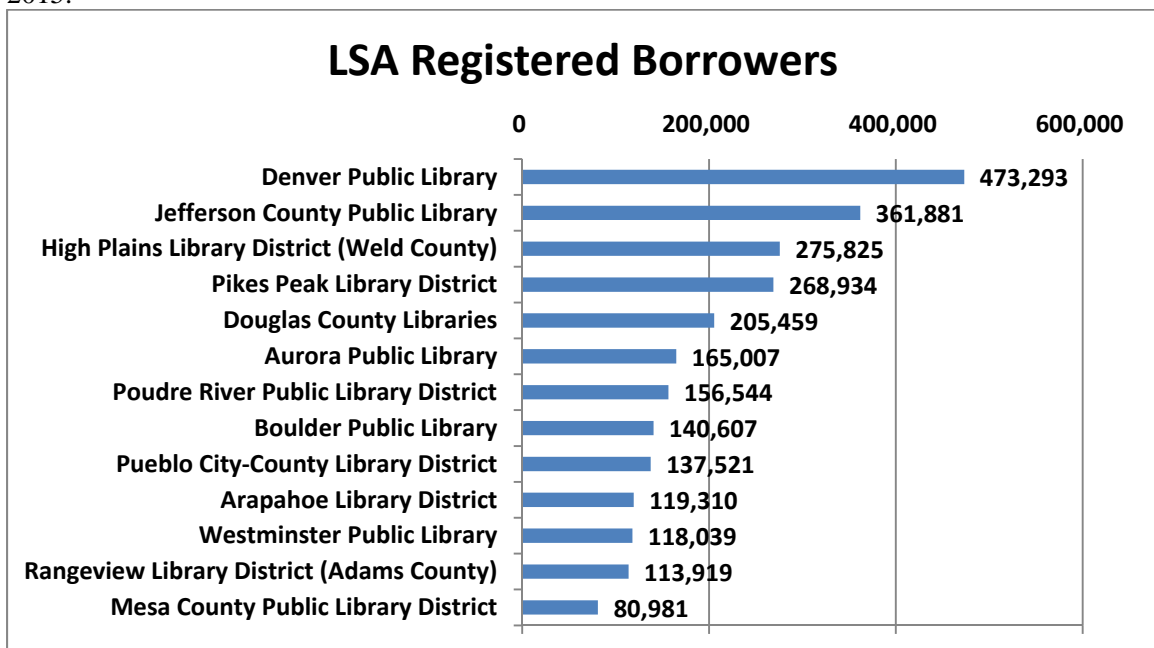 2015.
LSA Registered Borrowers
0 200,000 400,000 600,000
Denver Public Library 473,293
Jefferson County Public Library 361,881
High Plains Library District (Weld County) 275,825
Pikes Peak Library District 268,934
Douglas County Libraries 205,459
Aurora Public Library 165,007
Poudre River Public Library District 156,544
Boulder Public Library 140,607
Pueblo City-County Library District 137,521
Arapahoe Library District 119,310
Westminster Public Library 118,039
Rangeview Library District (Adams County) 113,919
Mesa County Public Library District 80,981